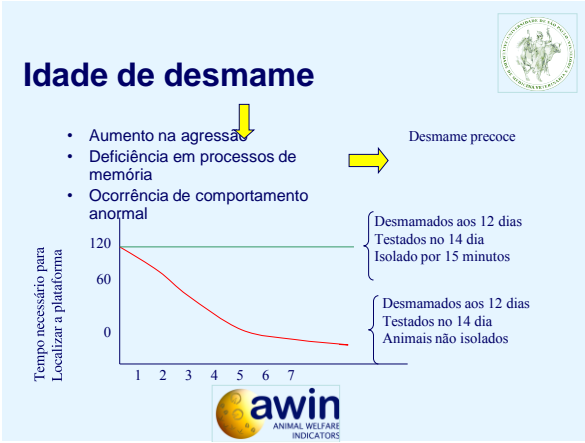 Idade de desmame
• Aumento na agressão
• Deficiência em processos de
memória
• Ocorrência de comportamento
anormal
Desmame precoce
Tempo necessário para
Localizar a plataforma
120
60
0
1 2 3 4 5 6 7
Desmamados aos 12 dias
Testados no 14 dia
Isolado por 15 minutos
Desmamados aos 12 dias
Testados no 14 dia
Animais não isolados
awin
ANIMAL WELFARE
INDICATORS